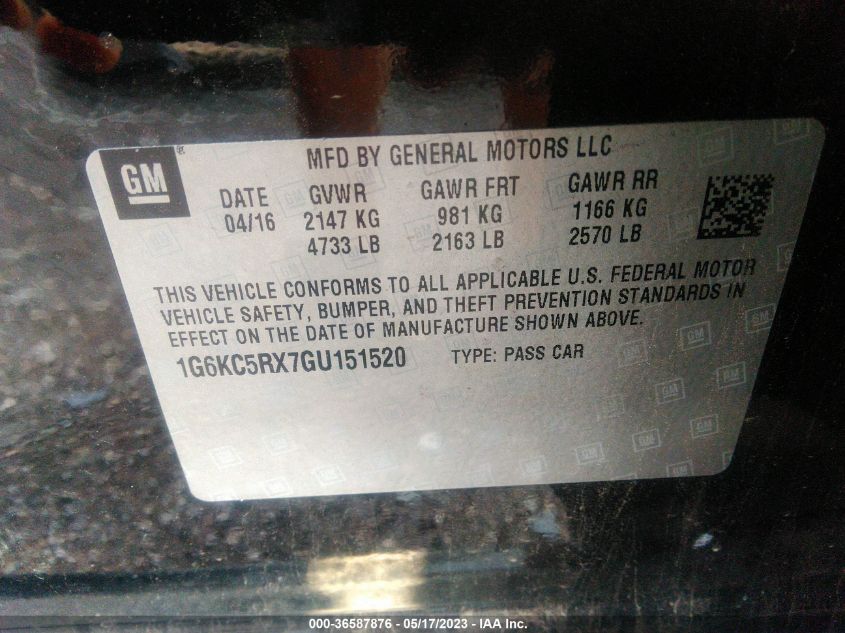 GM
MFD BY GENERAL MOTORS LLC
DATE GVWR GAWR FRT GAWR RR
04/16 2147 KG 981 KG 1166 KG
4733 LB 2163 LB 2570 LB
THIS VEHICLE CONFORMS TO ALL APPLICABLE U.S. FEDERAL MOTOR
VEHICLE SAFETY, BUMPER, AND THEFT PREVENTION STANDARDS IN
EFFECT ON THE DATE OF MANUFACTURE SHOWN ABOVE.
1G6KC5RX7GU151520 TYPE: PASS CAR
000-36587876 — 05/17/2023 — IAA Inc.